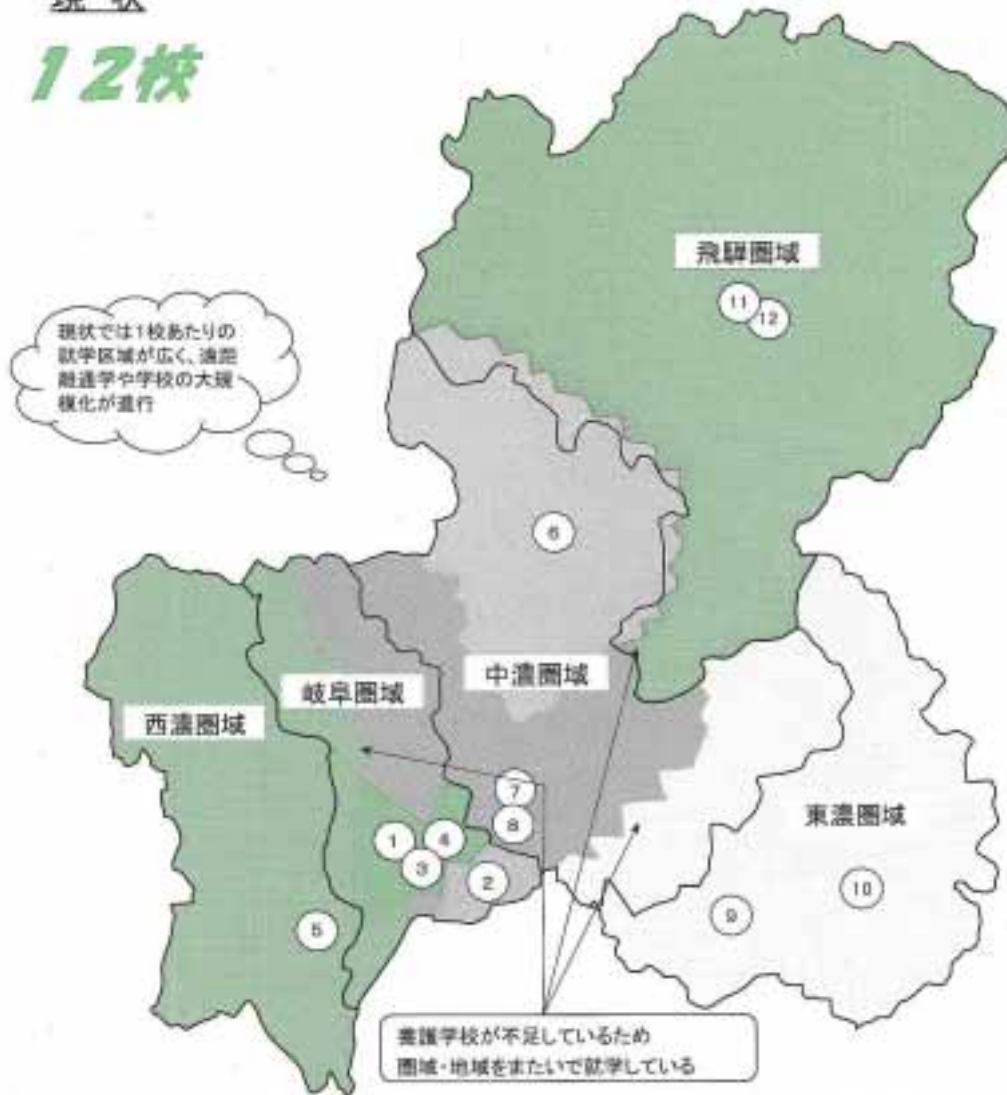 現 状
12校
飛騨圏域
11
12
現状では1校あたりの
就学区域が広く、遠距
離通学や学校の大規
模化が進行
6
中濃圏域
岐阜圏域
西濃圏域
7
8
東濃圏域
1
4
3
2
10
9
5
養護学校が不足しているため
圏域・地域をまたいで就学している